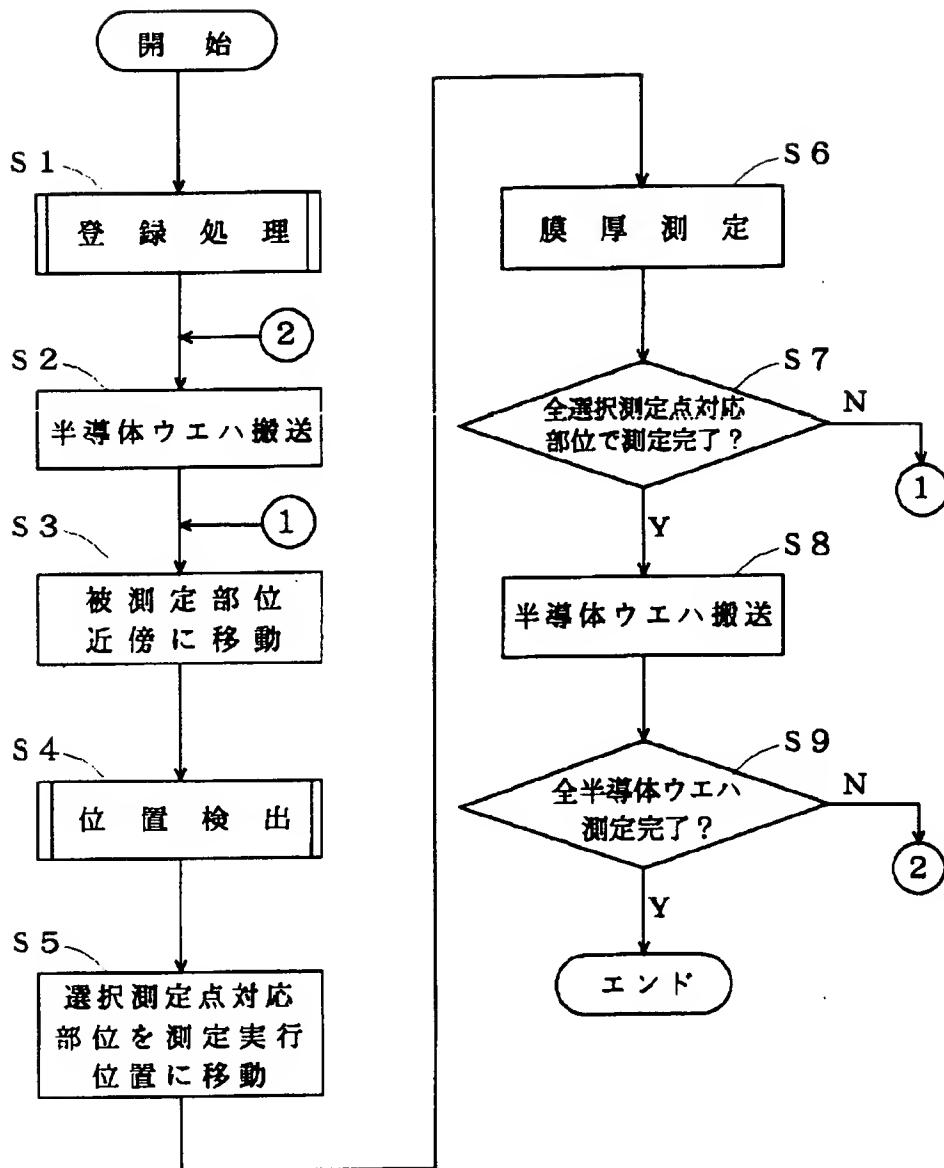 開始
S1
登録処理
②
S2
半導体ウエハ搬送
①
S3
被測定部位
近傍に移動
S4
位置検出
S5
選択測定点対応
部位を測定実行
位置に移動
S6
膜厚測定
S7
全選択測定点対応
部位で測定完了?
N
①
Y
S8
半導体ウエハ搬送
S9
全半導体ウエハ
測定完了?
N
②
Y
エンド